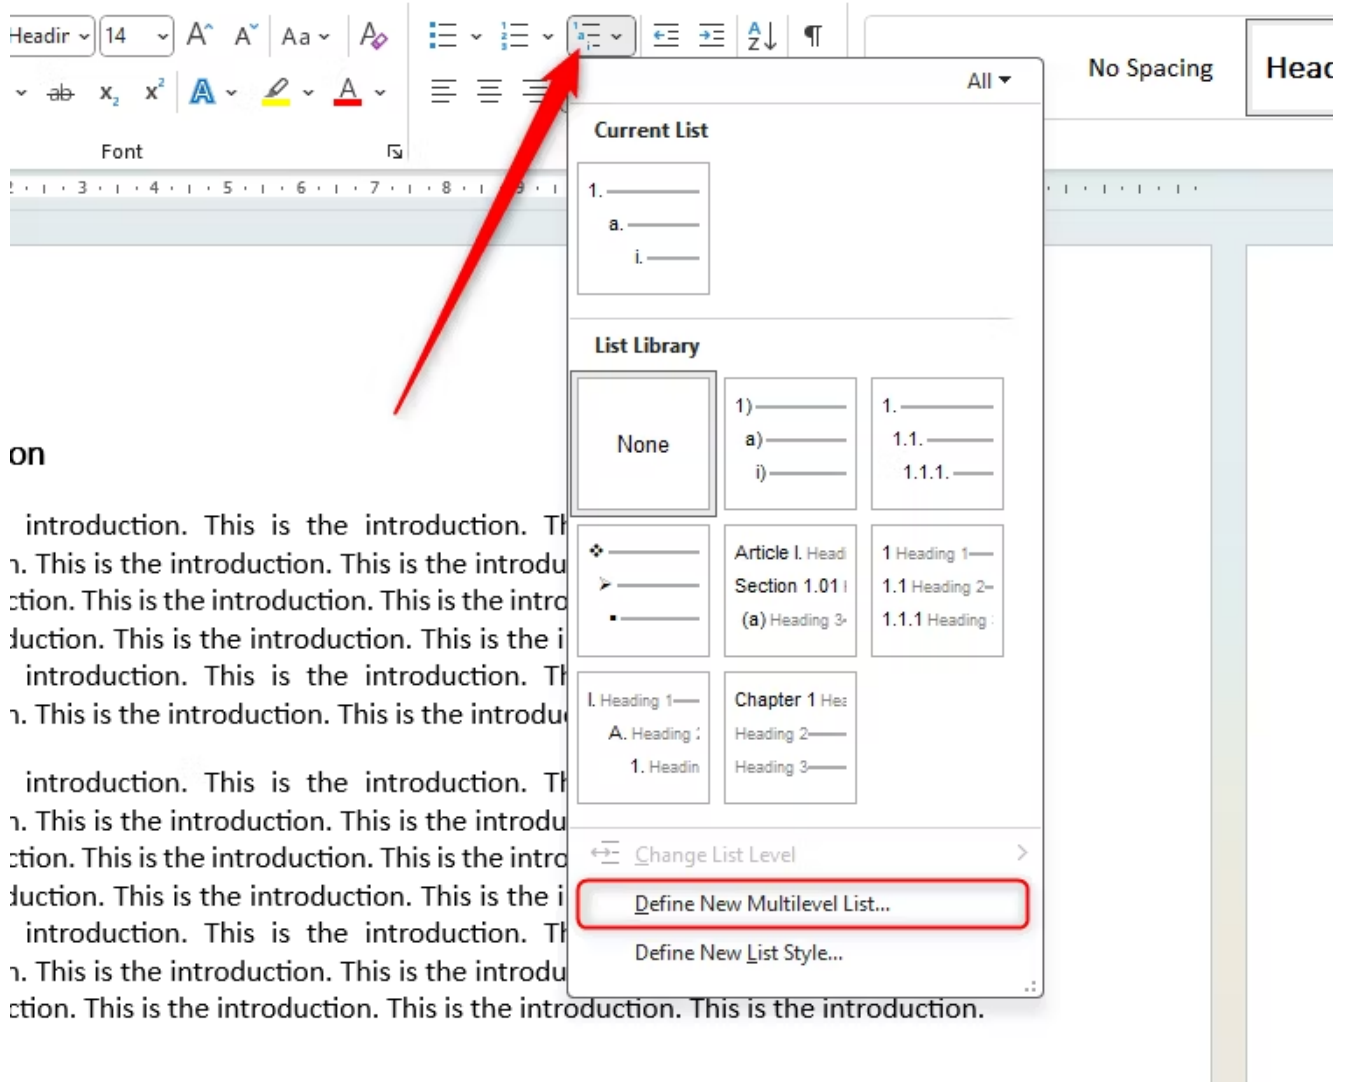 Headir 14 A A Aa A
All
No Spacing
Head
ab x2 x2 A A
Font
Current List
1.
a.
i.
3 4 5 6 7 8 9
List Library
None
1)
a)
i)
1.
1.1.
1.1.1.
Article I. Headi
Section 1.01
(a) Heading 3
1 Heading 1
1.1 Heading 2
1.1.1 Heading
I. Heading 1
A. Heading
1. Headin
Chapter 1 Hea
Heading 2
Heading 3
Change List Level
Define New Multilevel List...
Define New List Style...
on
introduction. This is the introduction. Th
n. This is the introduction. This is the introdu
ction. This is the introduction. This is the intro
duction. This is the introduction. This is the i
introduction. This is the introduction. Th
n. This is the introduction. This is the introdu
introduction. This is the introduction. Th
n. This is the introduction. This is the introdu
ction. This is the introduction. This is the intro
duction. This is the introduction. This is the i
introduction. This is the introduction. Th
n. This is the introduction. This is the introdu
ction. This is the introduction. This is the introduction. This is the introduction.